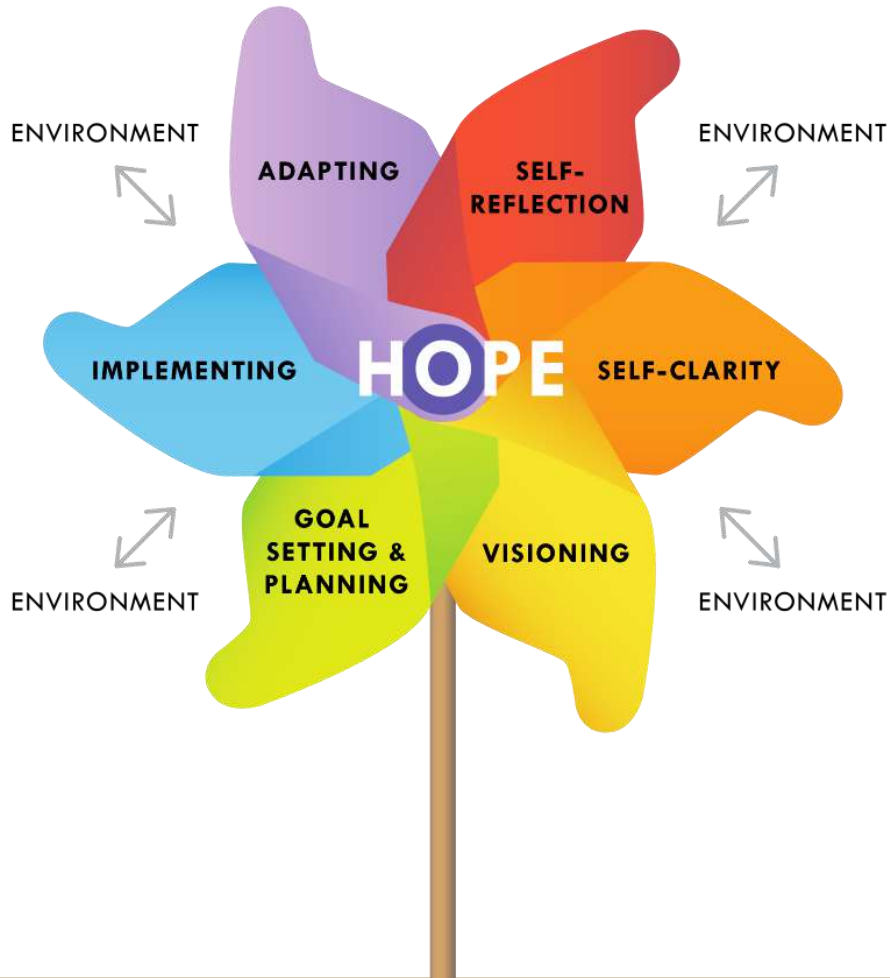 ENVIRONMENT
ENVIRONMENT
ADAPTING
SELF-
REFLECTION
IMPLEMENTING
HOPE
SELF-CLARITY
GOAL
SETTING &
PLANNING
VISIONING
ENVIRONMENT
ENVIRONMENT